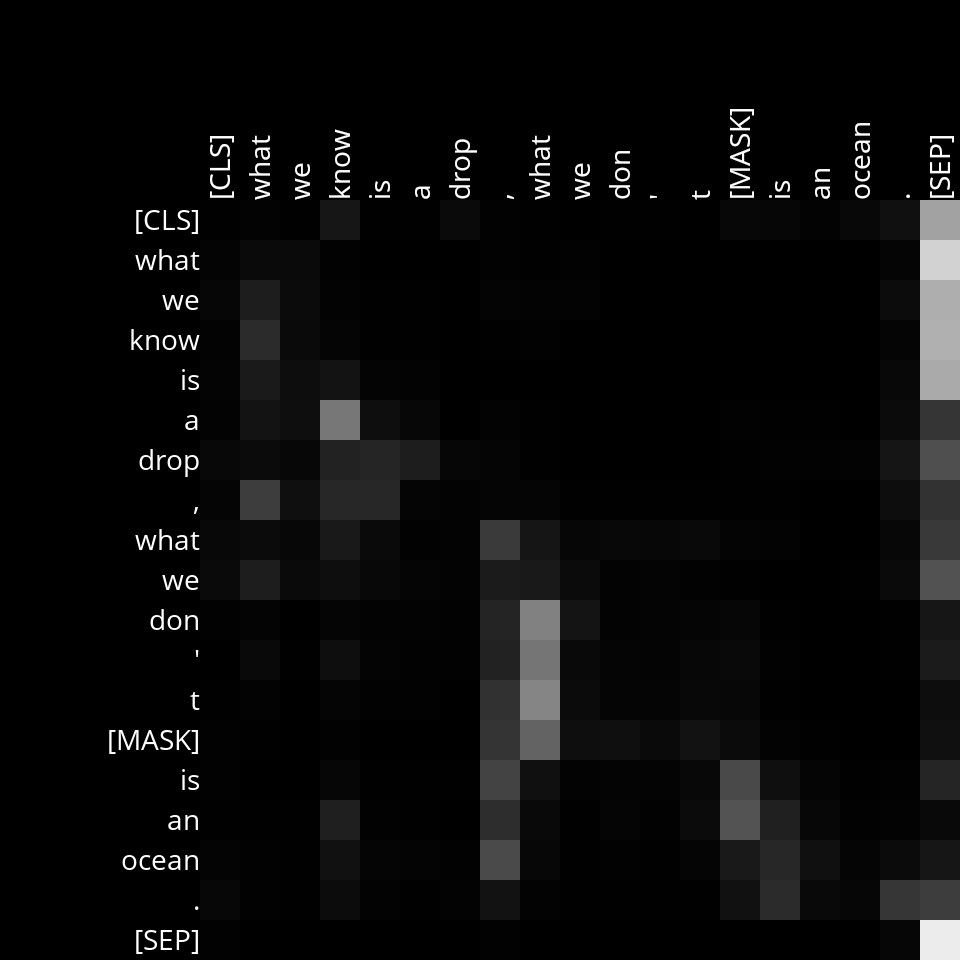 [CLS] what we know is a drop , what we don ' t [MASK] is an ocean . [SEP]
[CLS]
what
we
know
is
a
drop
,
what
we
don
'
t
[MASK]
is
an
ocean
.
[SEP]